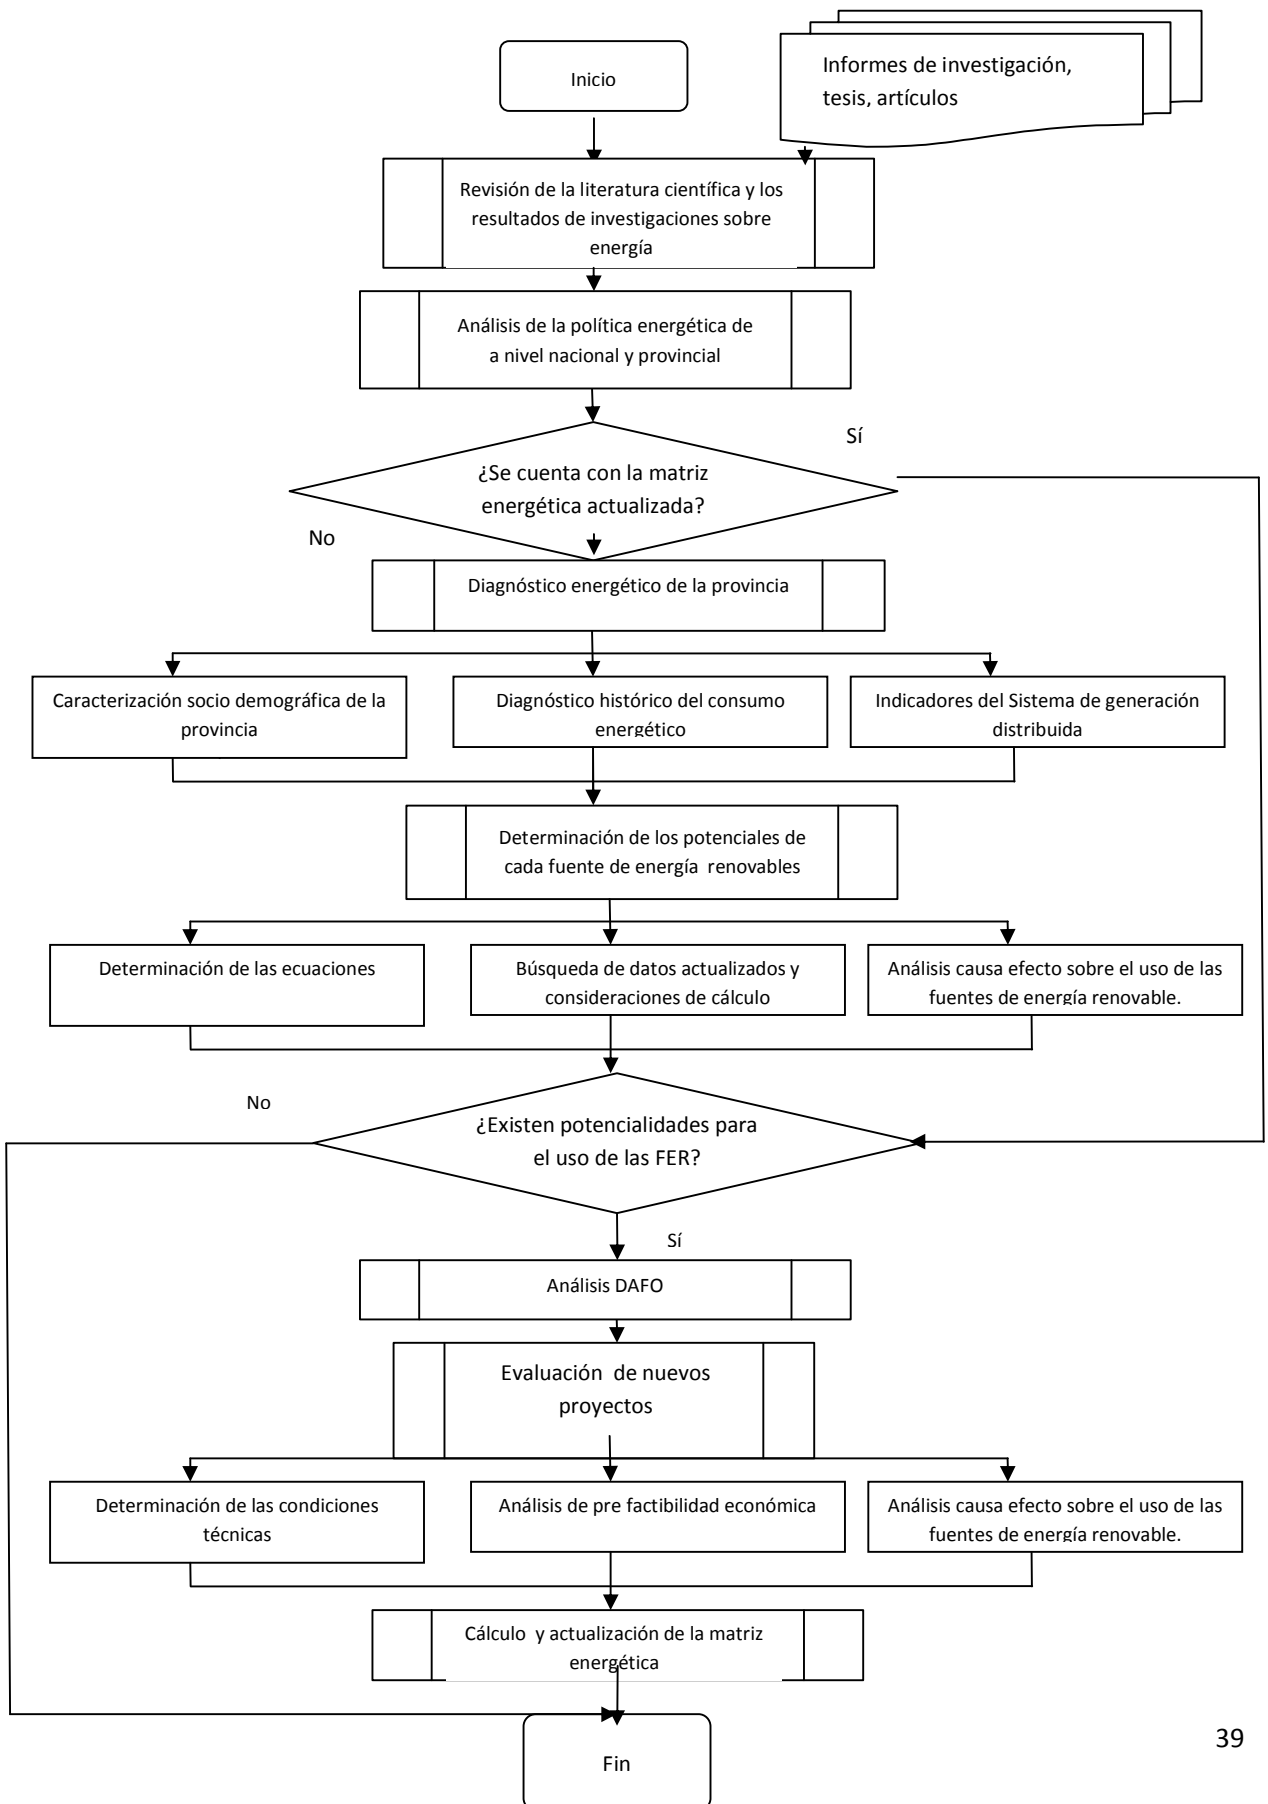 Inicio
Informes de investigación,
tesis, artículos
Revisión de la literatura científica y los
resultados de investigaciones sobre
energía
Análisis de la política energética de
a nivel nacional y provincial
Sí
¿Se cuenta con la matriz
energética actualizada?
No
Diagnóstico energético de la provincia
Caracterización socio demográfica de la
provincia
Diagnóstico histórico del consumo
energético
Indicadores del Sistema de generación
distribuida
Determinación de los potenciales de
cada fuente de energía renovables
Determinación de las ecuaciones
Búsqueda de datos actualizados y
consideraciones de cálculo
Análisis causa efecto sobre el uso de las
fuentes de energía renovable.
No
¿Existen potencialidades para
el uso de las FER?
Sí
Análisis DAFO
Evaluación de nuevos
proyectos
Determinación de las condiciones
técnicas
Análisis de pre factibilidad económica
Análisis causa efecto sobre el uso de las
fuentes de energía renovable.
Cálculo y actualización de la matriz
energética
Fin
39